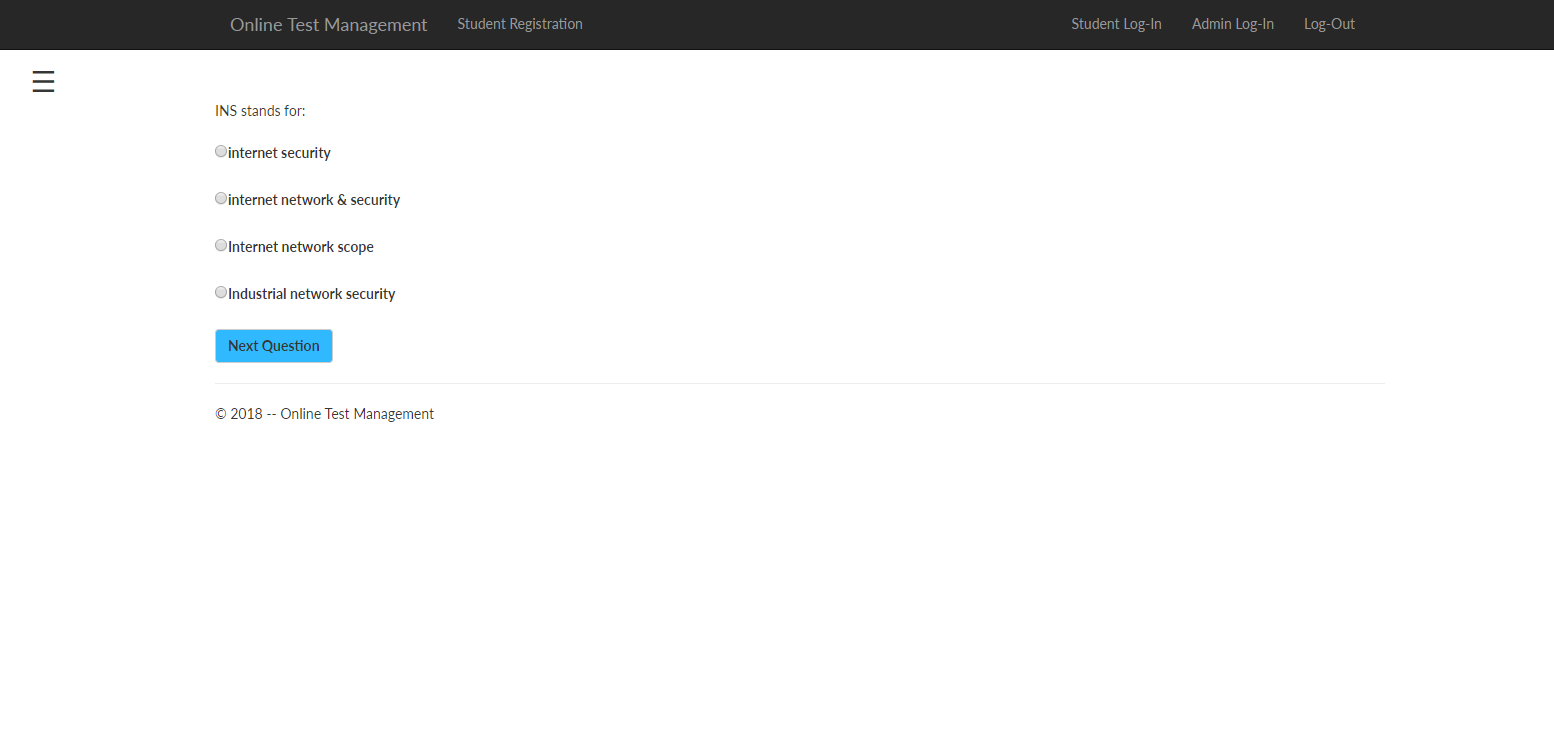 Online Test Management Student Registration Student Log-In Admin Log-In Log-Out
INS stands for:
internet security
internet network & security
Internet network scope
Industrial network security
Next Question
© 2018 -- Online Test Management